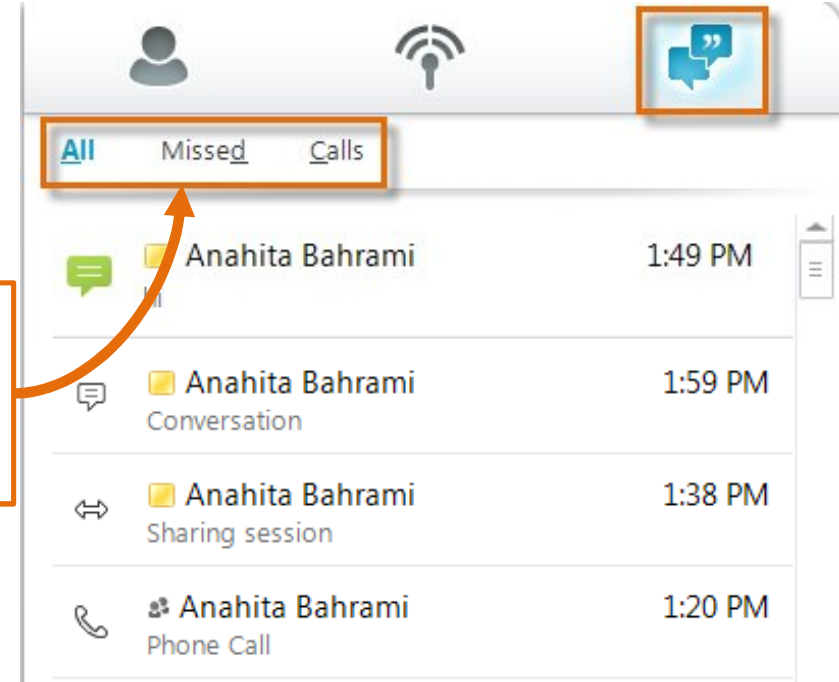 All Missed Calls
Anahita Bahrami 1:49 PM
hi
Anahita Bahrami 1:59 PM
Conversation
Anahita Bahrami 1:38 PM
Sharing session
Anahita Bahrami 1:20 PM
Phone Call